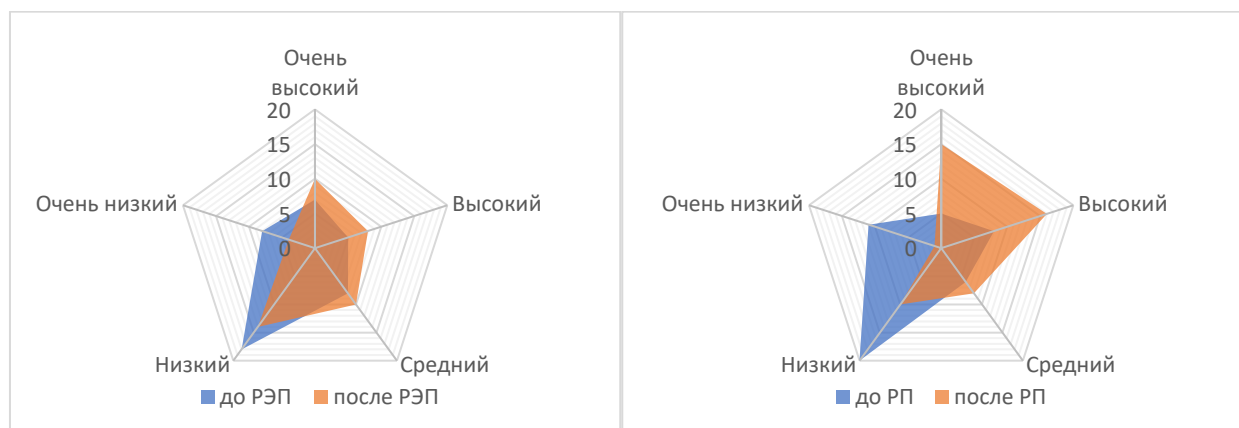 Очень
высокий
20
15
10
5
0
Высокий
Средний
Низкий
Очень низкий
до РЭП после РЭП
Очень
высокий
20
15
10
5
0
Высокий
Средний
Низкий
Очень низкий
до РП после РП